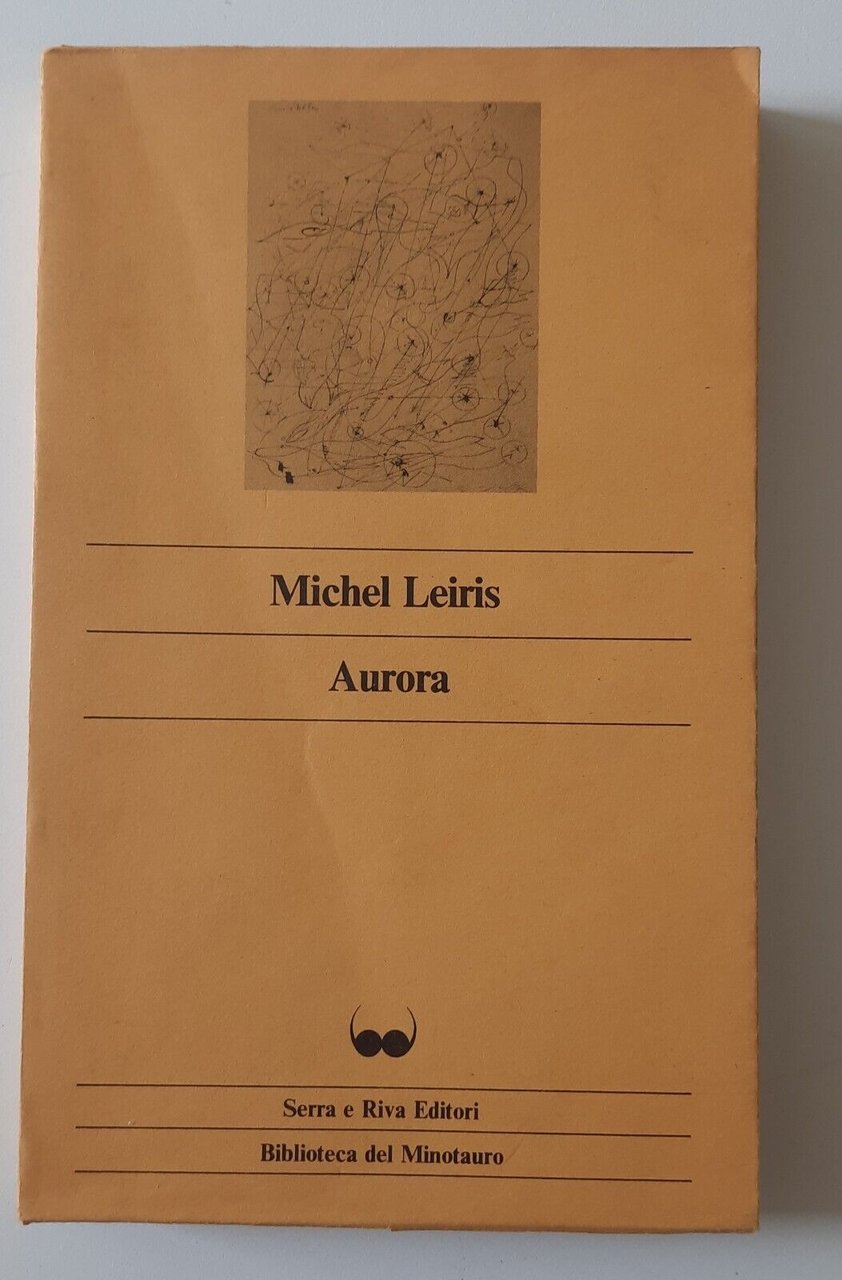 Michel Leiris
Aurora
Serra e Riva Editori
Biblioteca del Minotauro